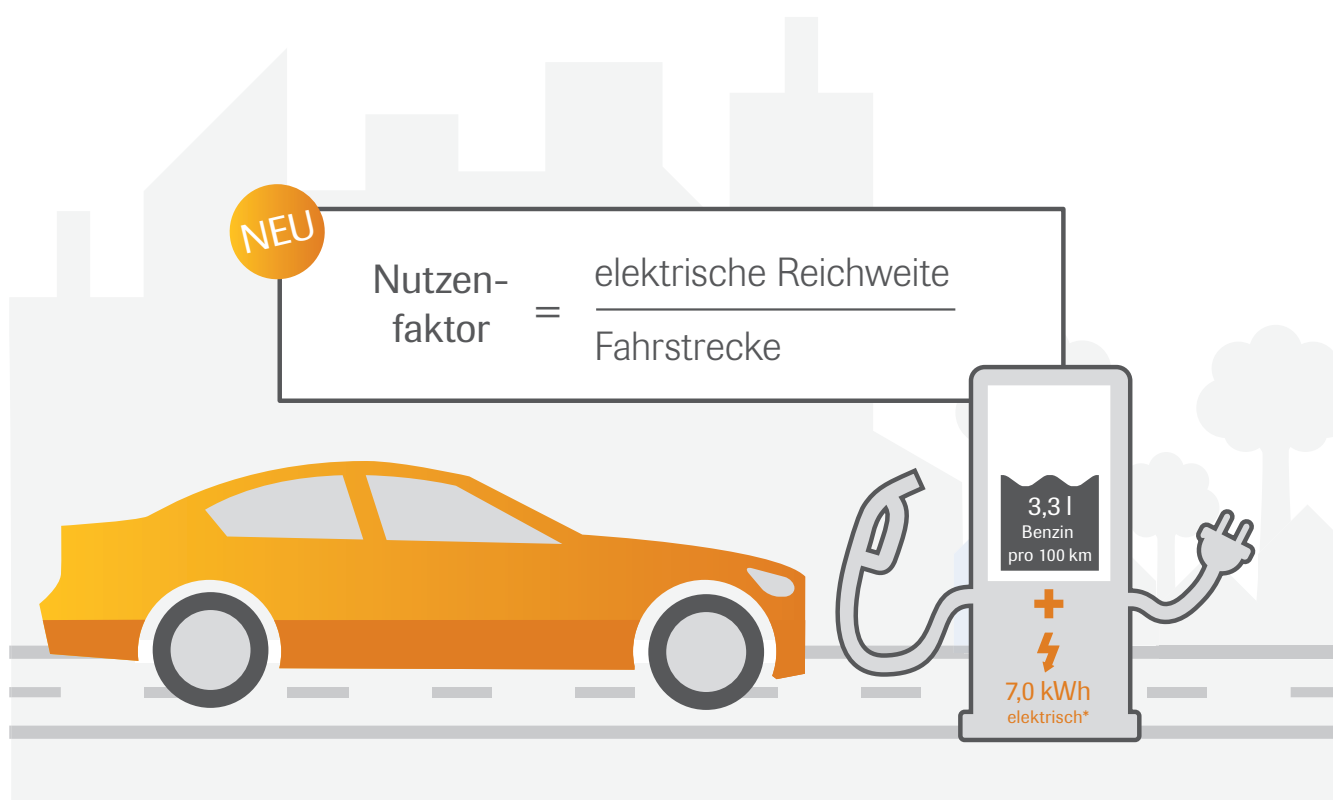 NEU
Nutzen-
faktor
=
elektrische Reichweite
Fahrstrecke
3,3 l
Benzin
pro 100 km
+
7,0 kWh
elektrisch*